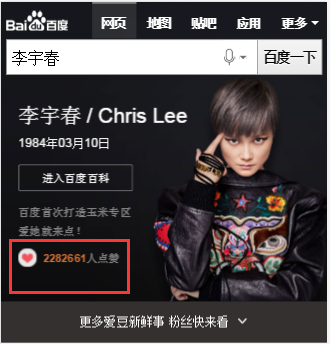 Bai du 百度 网页 地图 贴吧 应用 更多
李宇春 百度一下
李宇春 / Chris Lee
1984年03月10日
进入百度百科
百度首次打造玉米专区
爱她就来点！
2282661人点赞
更多爱豆新鲜事 粉丝快来看